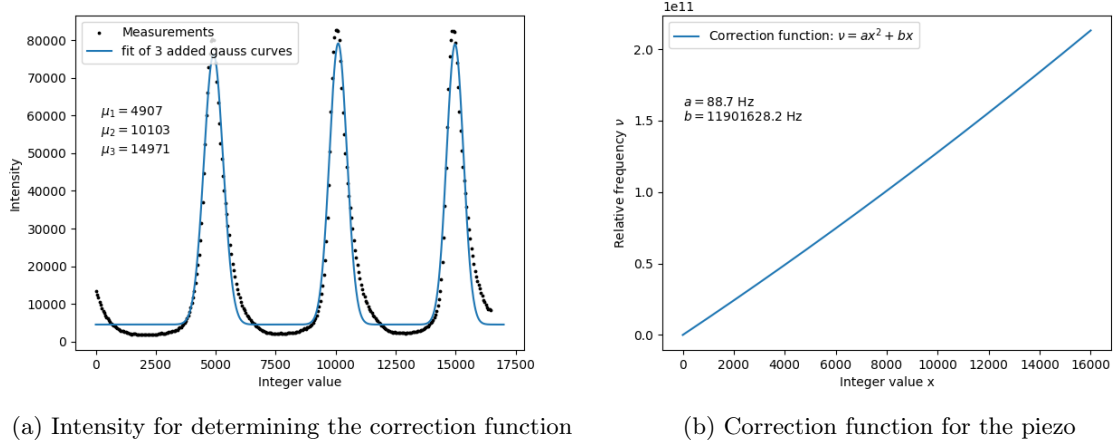 Measurements
fit of 3 added gauss curves
μ₁ = 4907
μ₂ = 10103
μ₃ = 14971
Intensity
80000
70000
60000
50000
40000
30000
20000
10000
0
0 2500 5000 7500 10000 12500 15000 17500
Integer value
(a) Intensity for determining the correction function
1e11
Correction function: ν = ax² + bx
a = 88.7 Hz
b = 11901628.2 Hz
Relative frequency ν
2.0
1.5
1.0
0.5
0.0
0 2000 4000 6000 8000 10000 12000 14000 16000
Integer value x
(b) Correction function for the piezo